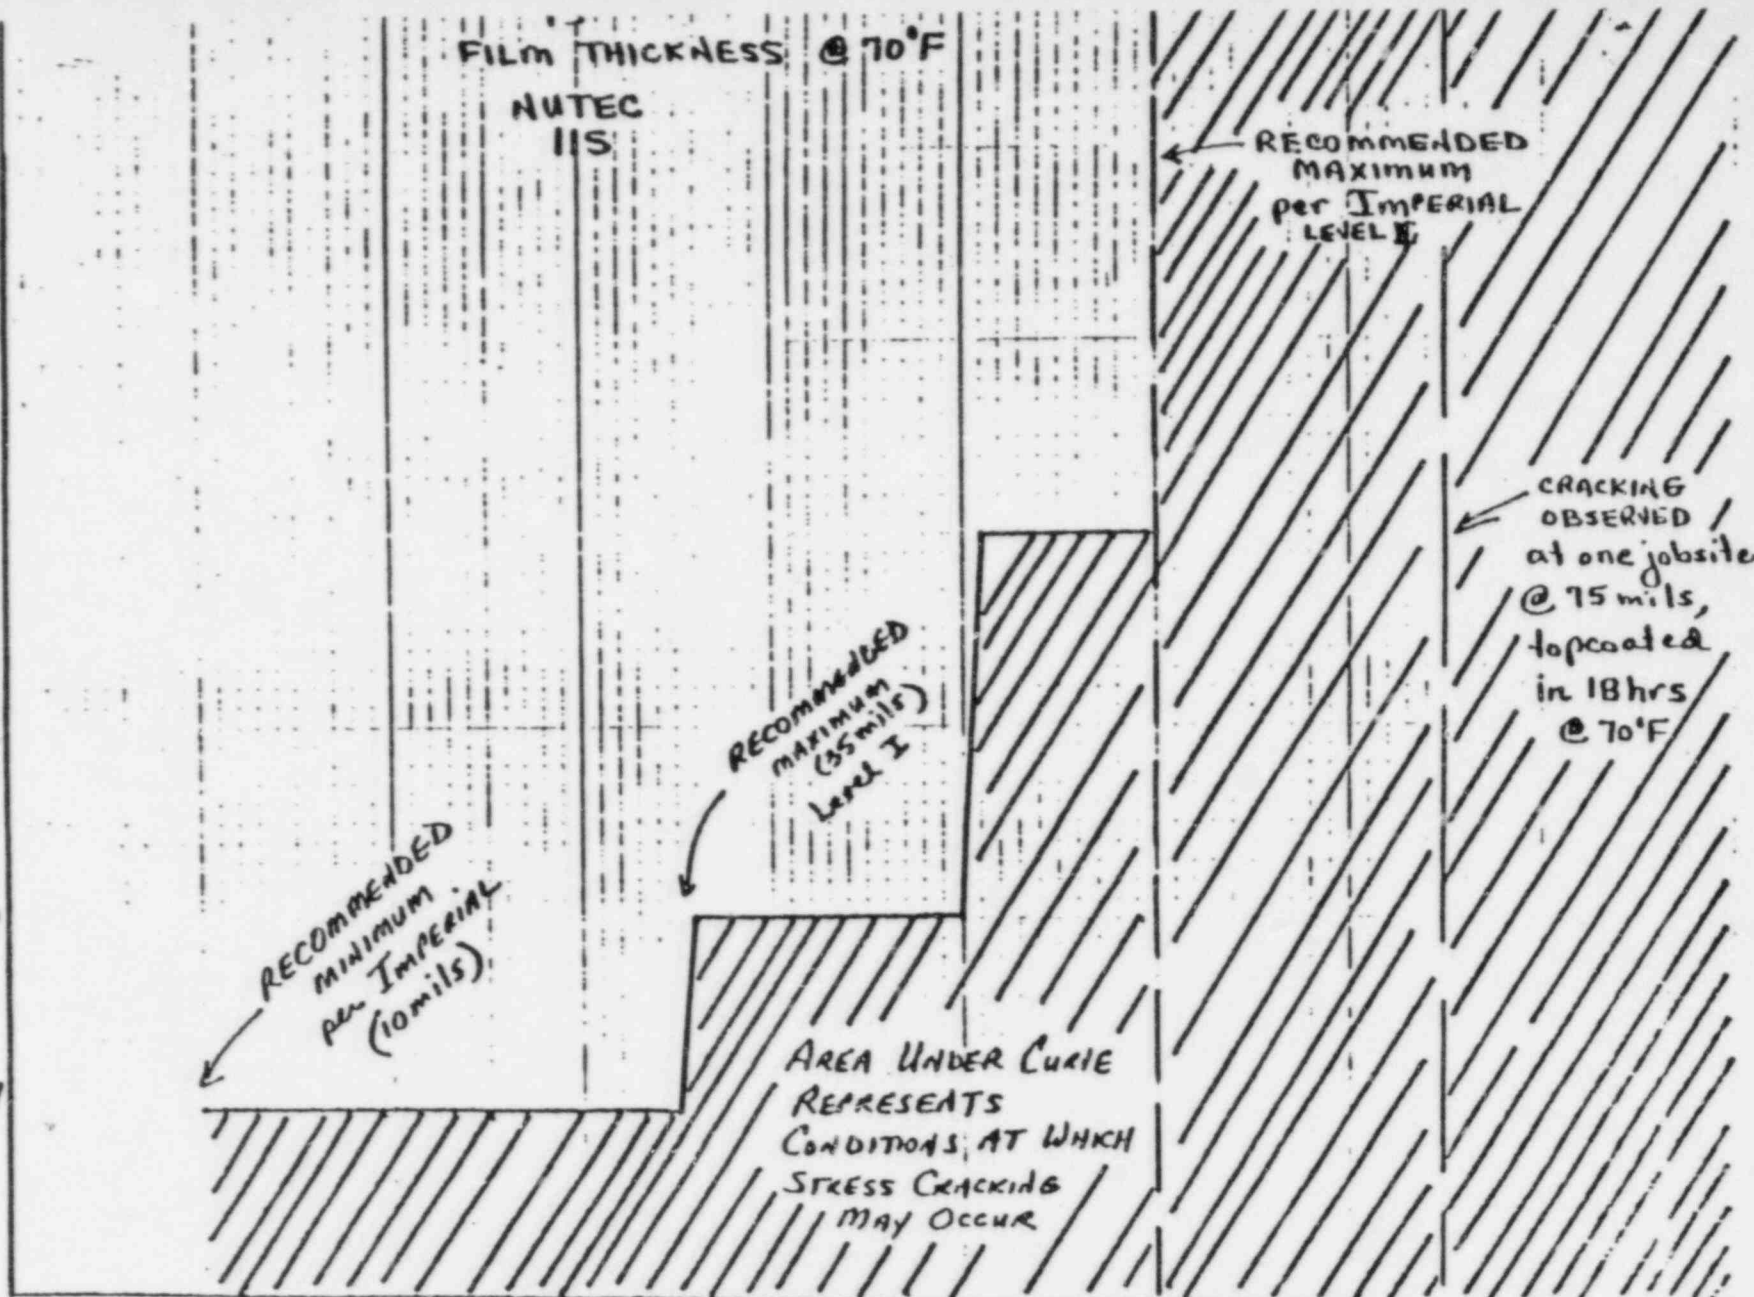 FILM THICKNESS @ 70°F
NUTEC
11S
RECOMMENDED
MAXIMUM
per IMPERIAL
LEVEL
CRACKING
OBSERVED
at one jobsite
@ 75 mils,
topcoated
in 18 hrs
@ 70°F
RECOMMENDED
MAXIMUM
(35 mils)
Level I
RECOMMENDED
MINIMUM
per IMPERIAL
(10 mils)
AREA UNDER CURVE
REPRESENTS
CONDITIONS AT WHICH
STRESS CRACKING
MAY OCCUR